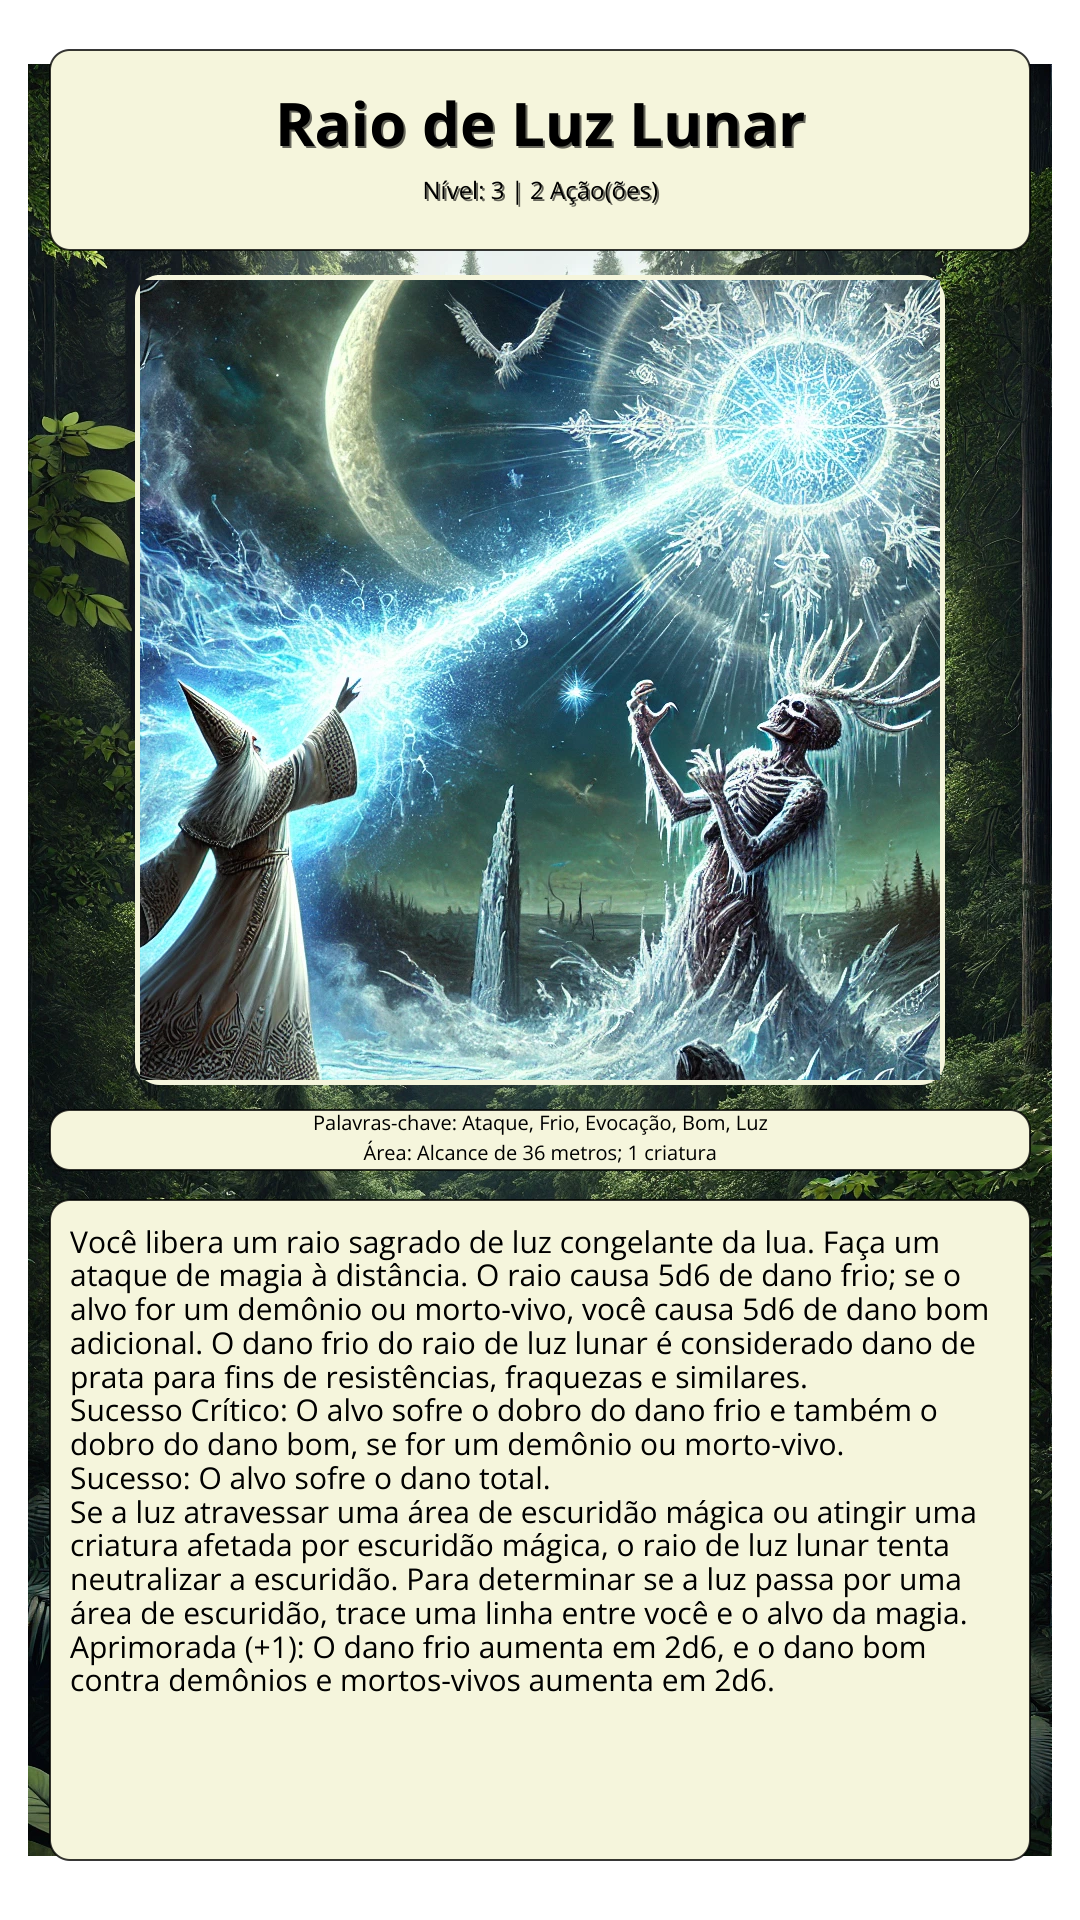 Raio de Luz Lunar
Nível: 3 | 2 Ação(ões)
Palavras-chave: Ataque, Frio, Evocação, Bom, Luz
Área: Alcance de 36 metros; 1 criatura
Você libera um raio sagrado de luz congelante da lua. Faça um
ataque de magia à distância. O raio causa 5d6 de dano frio; se o
alvo for um demônio ou morto-vivo, você causa 5d6 de dano bom
adicional. O dano frio do raio de luz lunar é considerado dano de
prata para fins de resistências, fraquezas e similares.
Sucesso Crítico: O alvo sofre o dobro do dano frio e também o
dobro do dano bom, se for um demônio ou morto-vivo.
Sucesso: O alvo sofre o dano total.
Se a luz atravessar uma área de escuridão mágica ou atingir uma
criatura afetada por escuridão mágica, o raio de luz lunar tenta
neutralizar a escuridão. Para determinar se a luz passa por uma
área de escuridão, trace uma linha entre você e o alvo da magia.
Aprimorada (+1): O dano frio aumenta em 2d6, e o dano bom
contra demônios e mortos-vivos aumenta em 2d6.